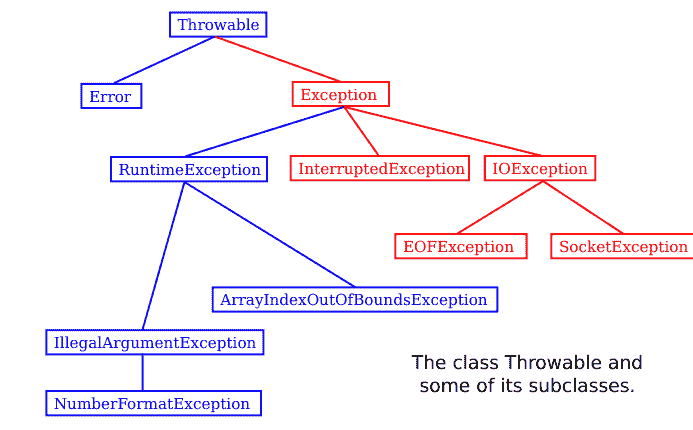 Throwable
Error
Exception
RuntimeException
InterruptedException
IOException
EOFException
SocketException
ArrayIndexOutOfBoundsException
IllegalArgumentException
The class Throwable and
some of its subclasses.
NumberFormatException